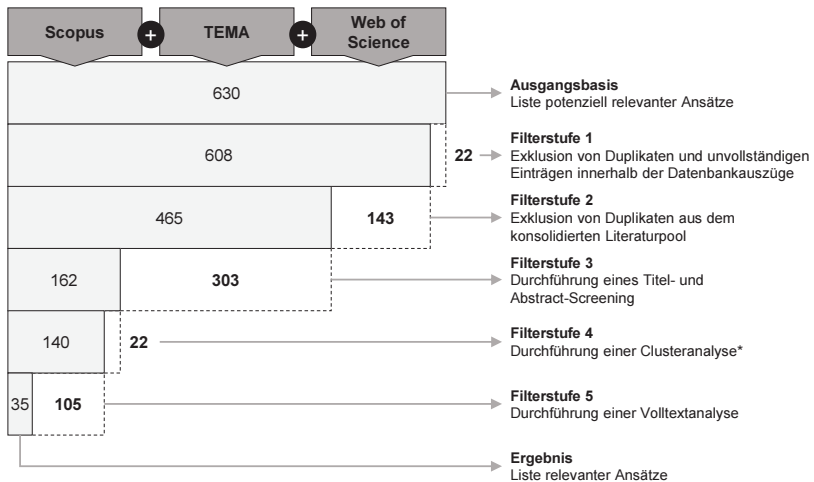 Scopus + TEMA + Web of
Science
630
Ausgangsbasis
Liste potenziell relevanter Ansätze
608
22
Filterstufe 1
Exklusion von Duplikaten und unvollständigen
Einträgen innerhalb der Datenbankauszüge
465
143
Filterstufe 2
Exklusion von Duplikaten aus dem
konsolidierten Literaturpool
162
303
Filterstufe 3
Durchführung eines Titel- und
Abstract-Screening
140
22
Filterstufe 4
Durchführung einer Clusteranalyse*
35
105
Filterstufe 5
Durchführung einer Volltextanalyse
Ergebnis
Liste relevanter Ansätze